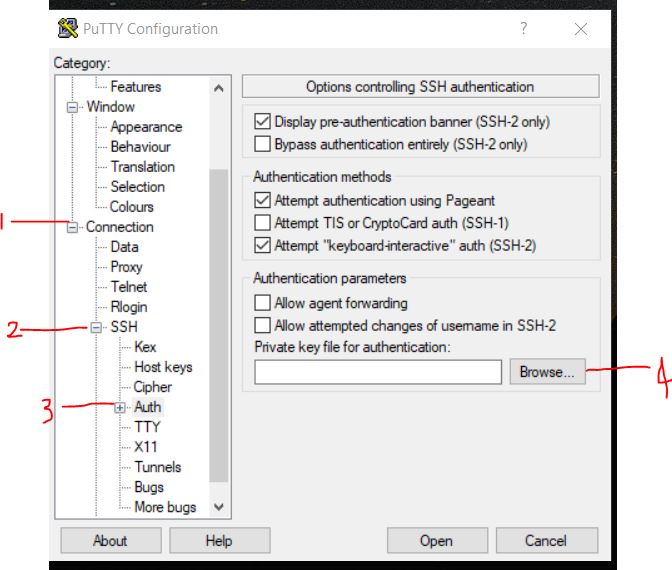 PuTTY Configuration
?
Category:
Features
Window
Appearance
Behaviour
Translation
Selection
Colours
1
Connection
Data
Proxy
Telnet
Rlogin
2
SSH
Kex
Host keys
Cipher
3
Auth
TTY
X11
Tunnels
Bugs
More bugs
Options controlling SSH authentication
Display pre-authentication banner (SSH-2 only)
Bypass authentication entirely (SSH-2 only)
Authentication methods
Attempt authentication using Pageant
Attempt TIS or CryptoCard auth (SSH-1)
Attempt "keyboard-interactive" auth (SSH-2)
Authentication parameters
Allow agent forwarding
Allow attempted changes of username in SSH-2
Private key file for authentication:
Browse...
4
About
Help
Open
Cancel